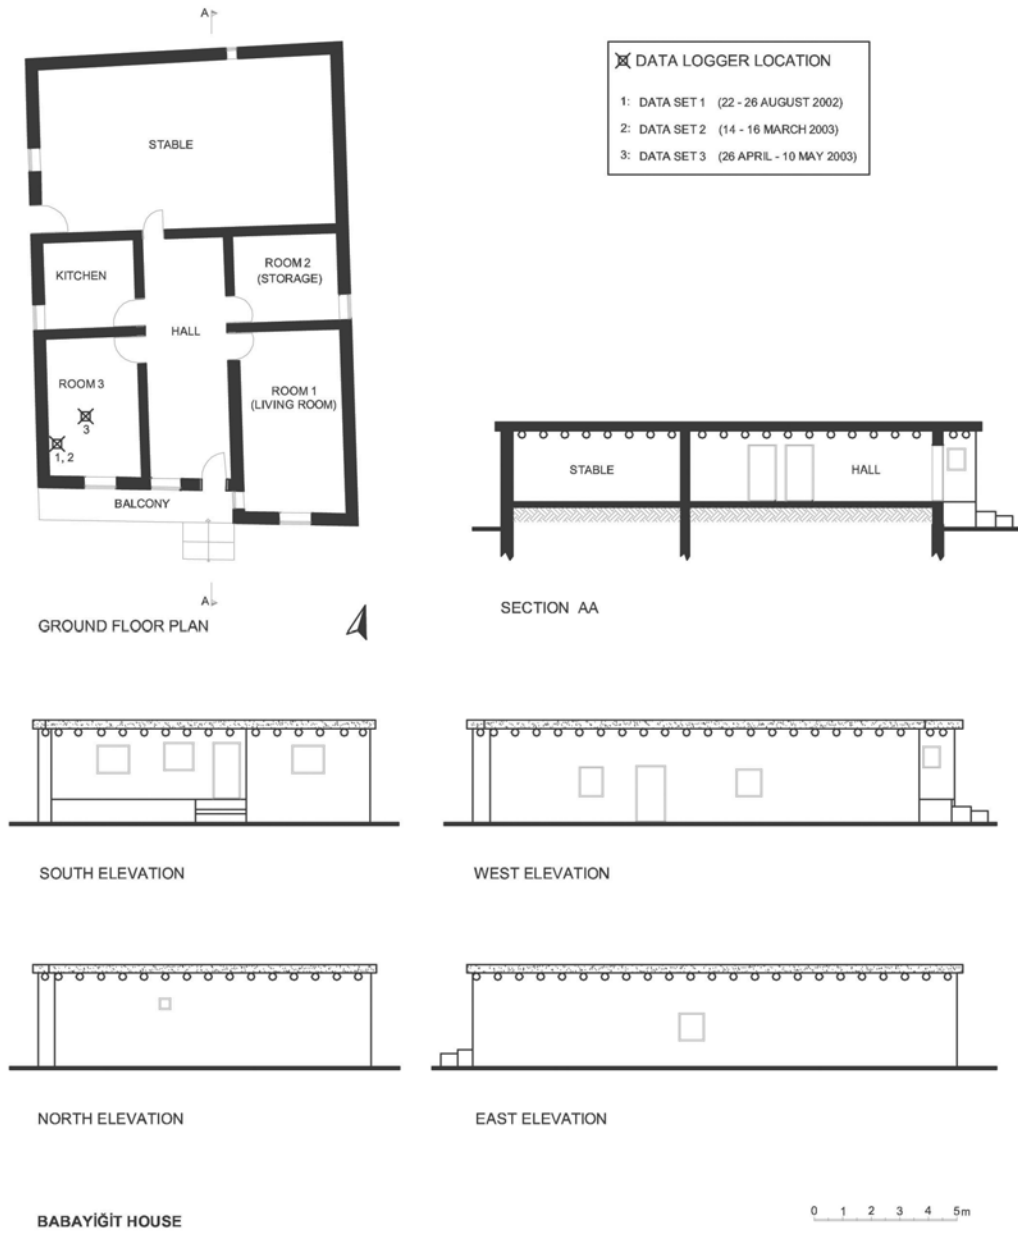 A
DATA LOGGER LOCATION
1: DATA SET 1 (22 - 26 AUGUST 2002)
2: DATA SET 2 (14 - 16 MARCH 2003)
3: DATA SET 3 (26 APRIL - 10 MAY 2003)
STABLE
KITCHEN
ROOM 2
(STORAGE)
HALL
ROOM 3
3
1, 2
ROOM 1
(LIVING ROOM)
BALCONY
A
GROUND FLOOR PLAN
STABLE
HALL
SECTION AA
SOUTH ELEVATION
WEST ELEVATION
NORTH ELEVATION
EAST ELEVATION
BABAYİĞİT HOUSE
0 1 2 3 4 5m